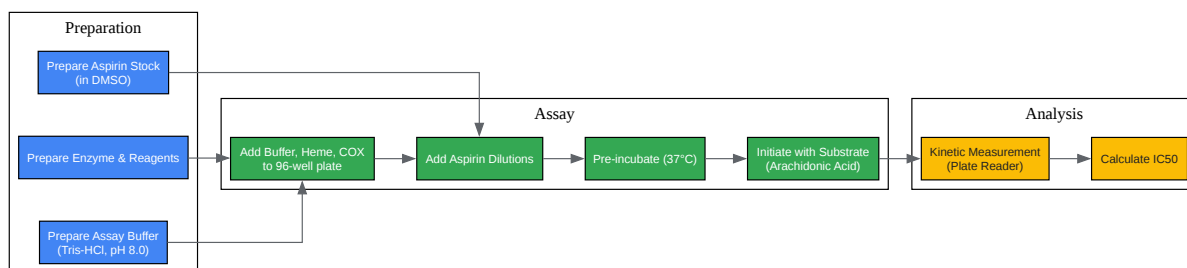 Preparation
Prepare Aspirin Stock
(in DMSO)
Prepare Enzyme & Reagents
Prepare Assay Buffer
(Tris-HCl, pH 8.0)
Assay
Add Buffer, Heme, COX
to 96-well plate
Add Aspirin Dilutions
Pre-incubate (37°C)
Initiate with Substrate
(Arachidonic Acid)
Analysis
Kinetic Measurement
(Plate Reader)
Calculate IC50